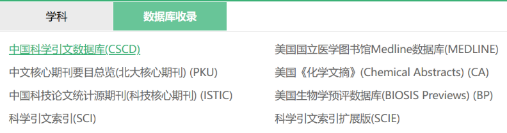 学科 数据库收录
中国科学引文数据库(CSCD) 美国国立医学图书馆Medline数据库(MEDLINE)
中文核心期刊要目总览(北大核心期刊) (PKU) 美国《化学文摘》(Chemical Abstracts) (CA)
中国科技论文统计源期刊(科技核心期刊) (ISTIC) 美国生物学预评数据库(BIOSIS Previews) (BP)
科学引文索引(SCI) 科学引文索引扩展版(SCIE)